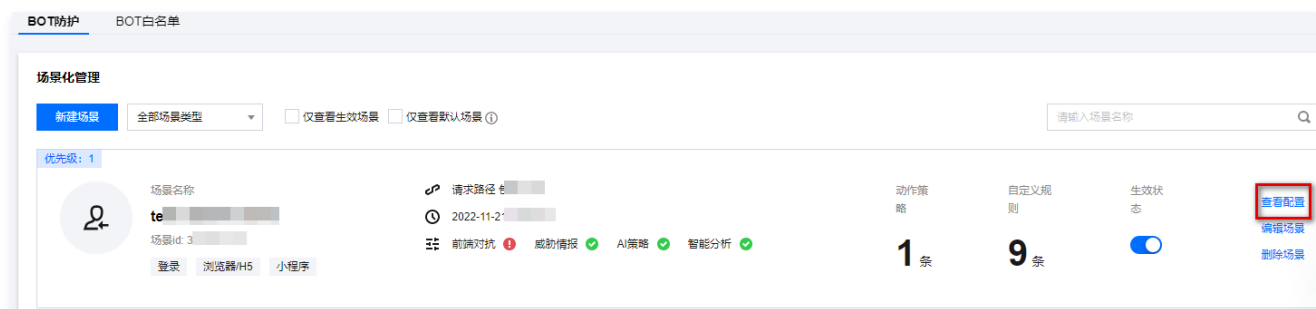 BOT防护 BOT白名单
场景化管理
新建场景 全部场景类型 仅查看生效场景 仅查看默认场景 请输入场景名称
优先级：1
场景名称 请求路径 动作策略 自定义规则 生效状态 查看配置
te 2022-11-21 编辑场景
场景id: 3 前端对抗 威胁情报 AI策略 智能分析 1 条 9 条 删除场景
登录 浏览器/H5 小程序